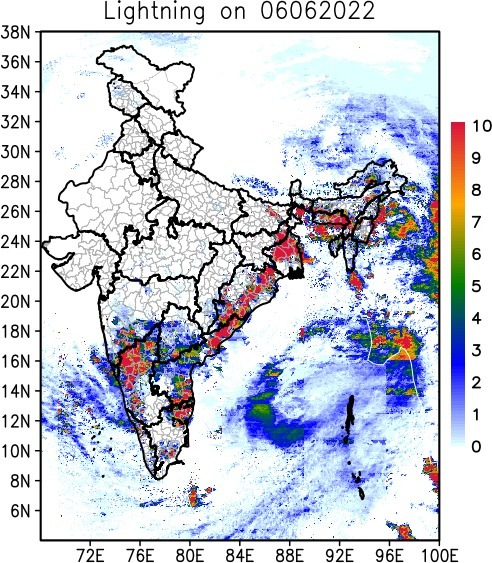 Lightning on 06062022
38N
36N
34N
32N
30N
28N
26N
24N
22N
20N
18N
16N
14N
12N
10N
8N
6N
72E 76E 80E 84E 88E 92E 96E 100E
10
9
8
7
6
5
4
3
2
1
0